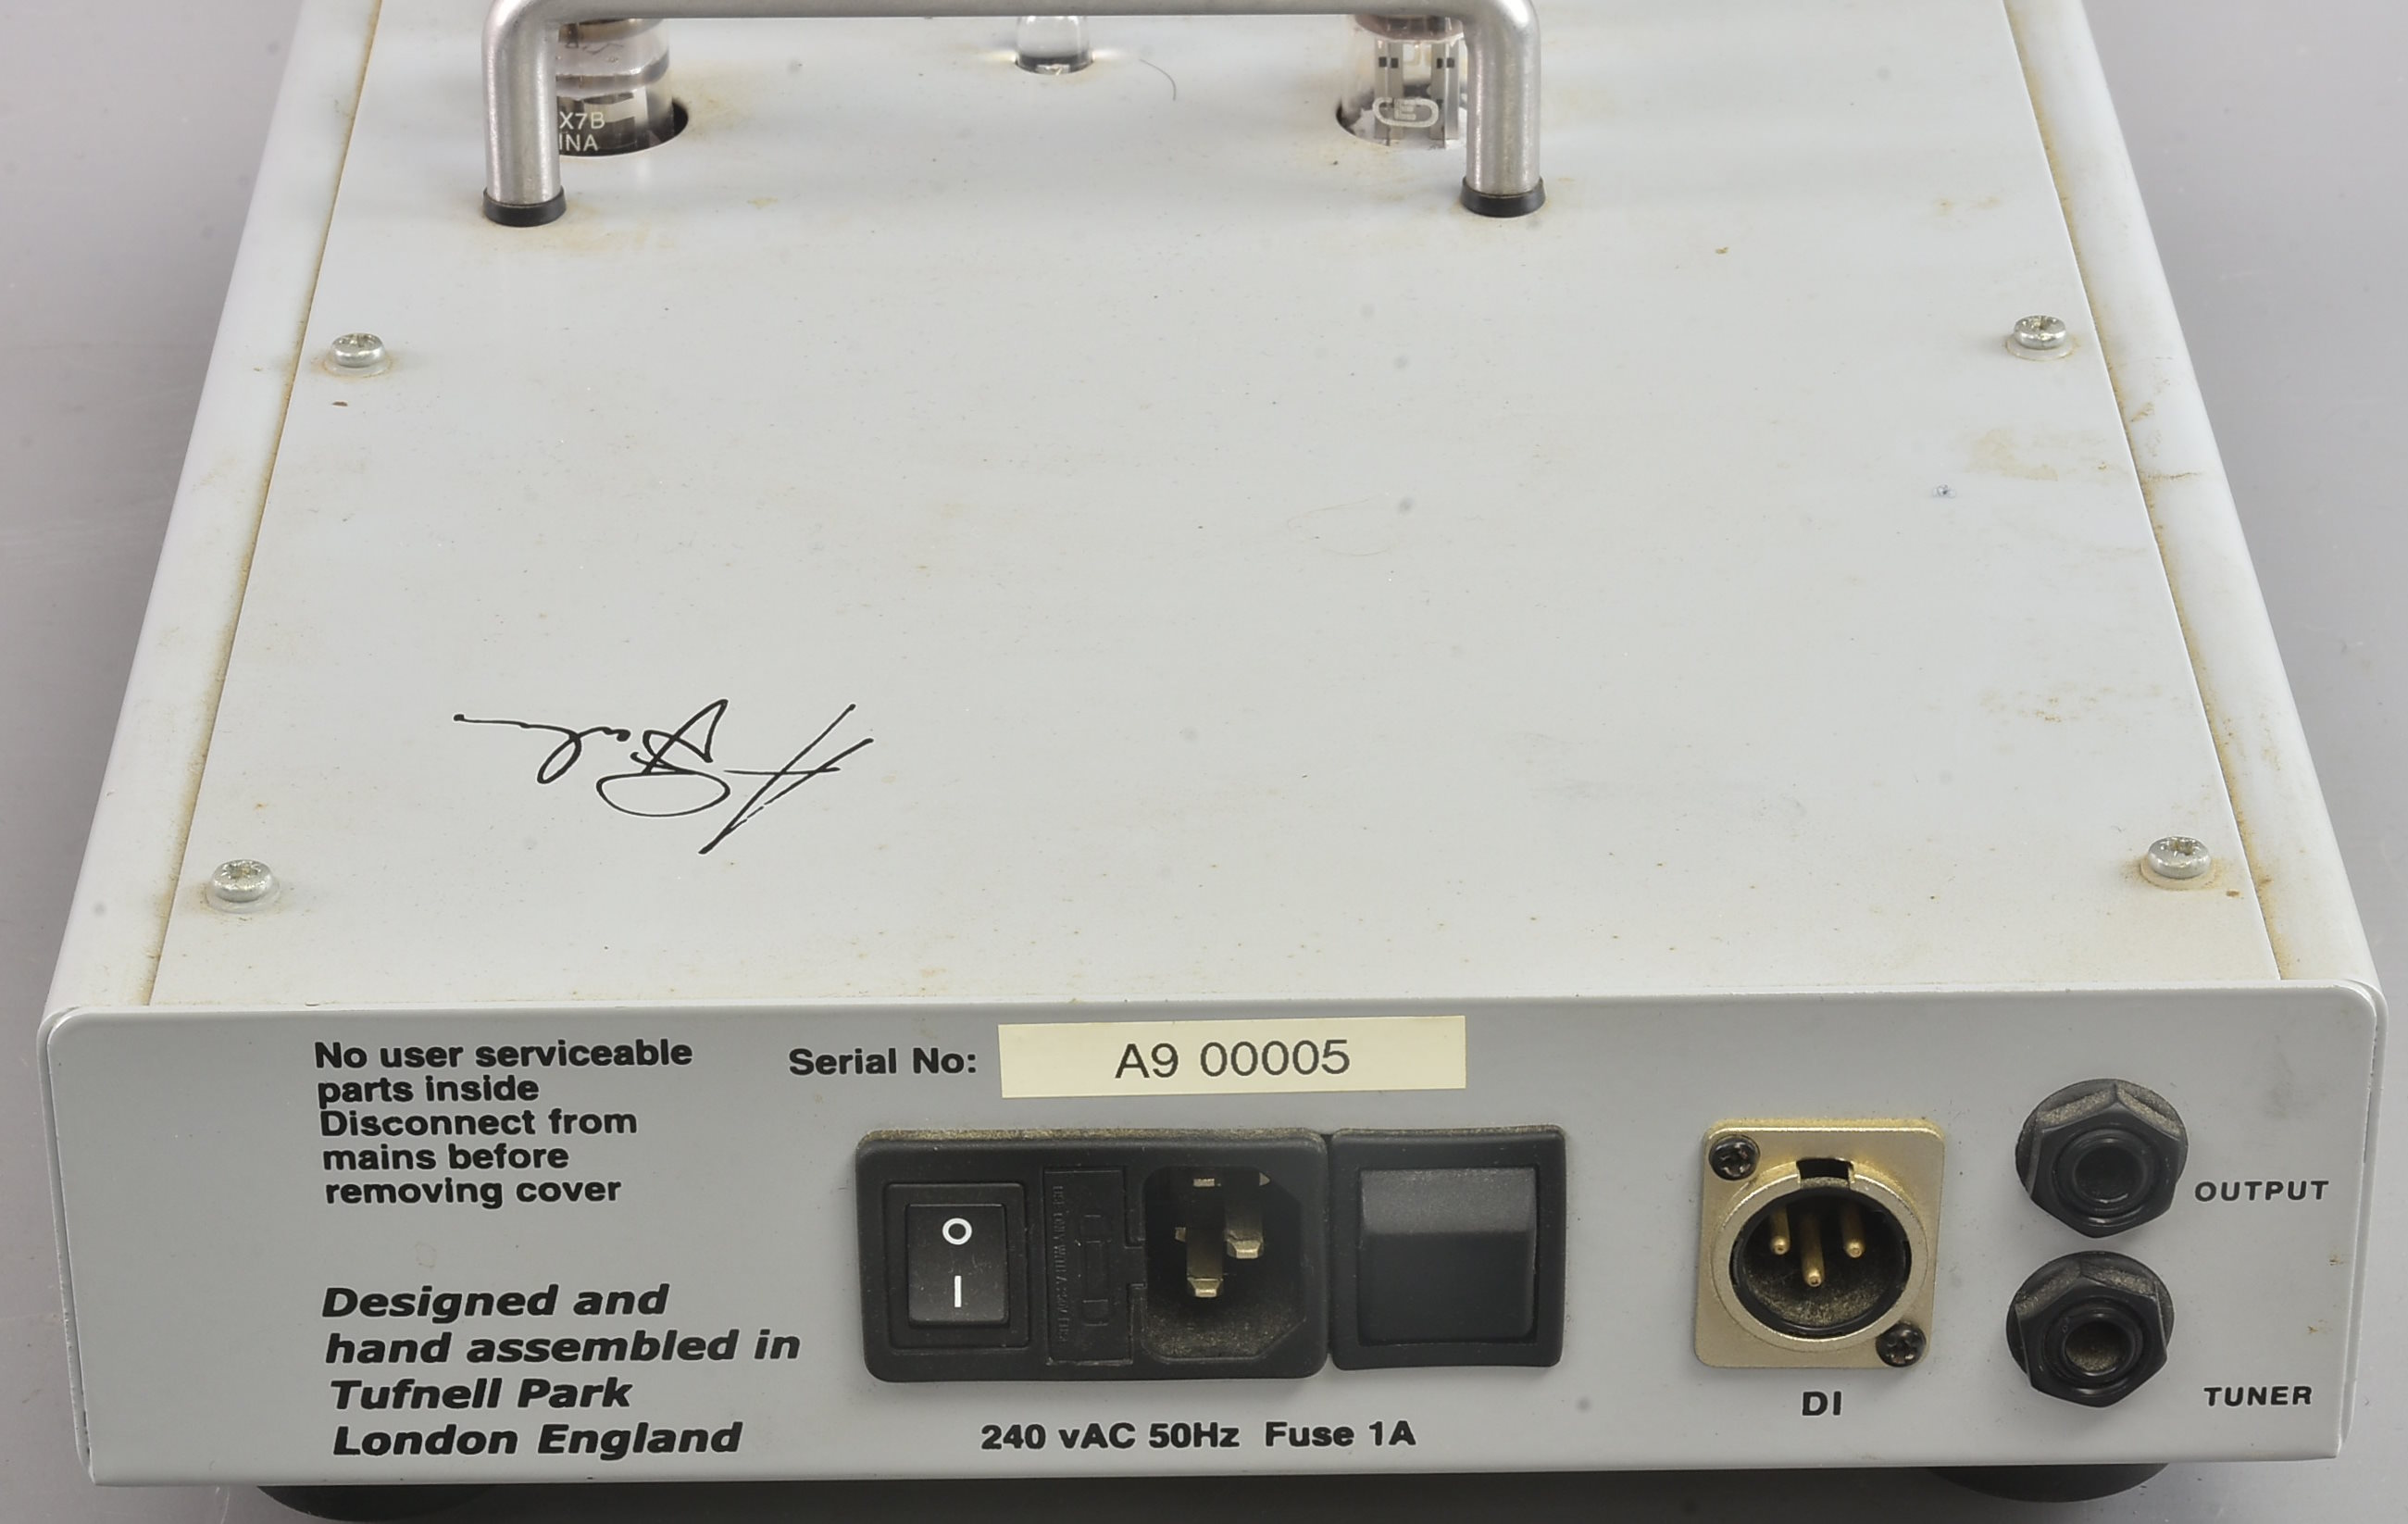 X7B
INA
No user serviceable
parts inside
Disconnect from
mains before
removing cover
Serial No:
A9 00005
Designed and
hand assembled in
Tufnell Park
London England
O
I
240 vAC 50Hz Fuse 1A
DI
OUTPUT
TUNER